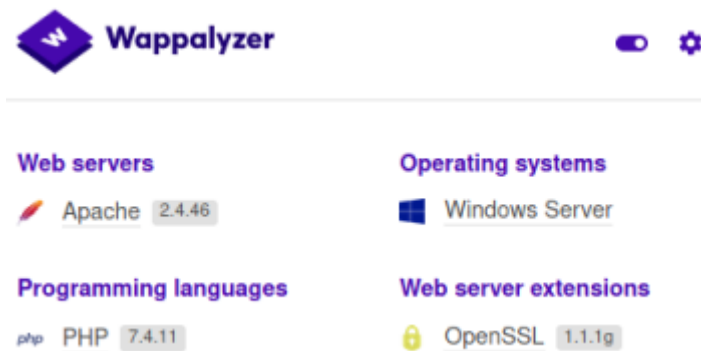 Wappalyzer
Web servers
Apache 2.4.46
Operating systems
Windows Server
Programming languages
php PHP 7.4.11
Web server extensions
OpenSSL 1.1.1g